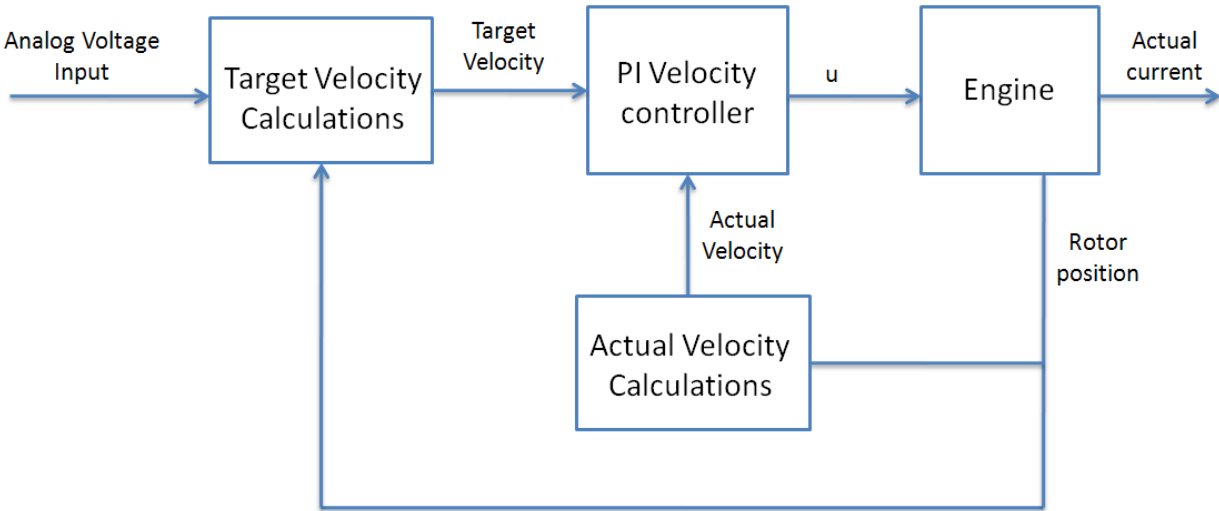 Analog Voltage
Input
Target Velocity
Calculations
Target
Velocity
PI Velocity
controller
u
Engine
Actual
current
Actual
Velocity
Rotor
position
Actual Velocity
Calculations